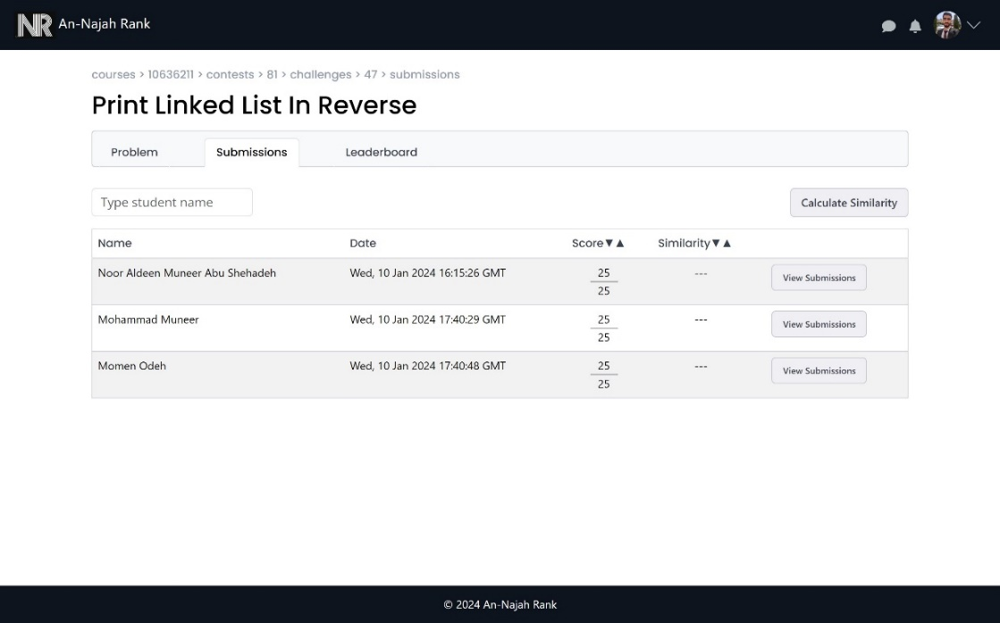 NR An-Najah Rank
courses > 10636211 > contests > 81 > challenges > 47 > submissions
Print Linked List In Reverse
Problem Submissions Leaderboard
Type student name Calculate Similarity
Name Date Score▼▲ Similarity▼▲
Noor Aldeen Muneer Abu Shehadeh Wed, 10 Jan 2024 16:15:26 GMT 25 --- View Submissions
25
Mohammad Muneer Wed, 10 Jan 2024 17:40:29 GMT 25 --- View Submissions
25
Momen Odeh Wed, 10 Jan 2024 17:40:48 GMT 25 --- View Submissions
25
© 2024 An-Najah Rank